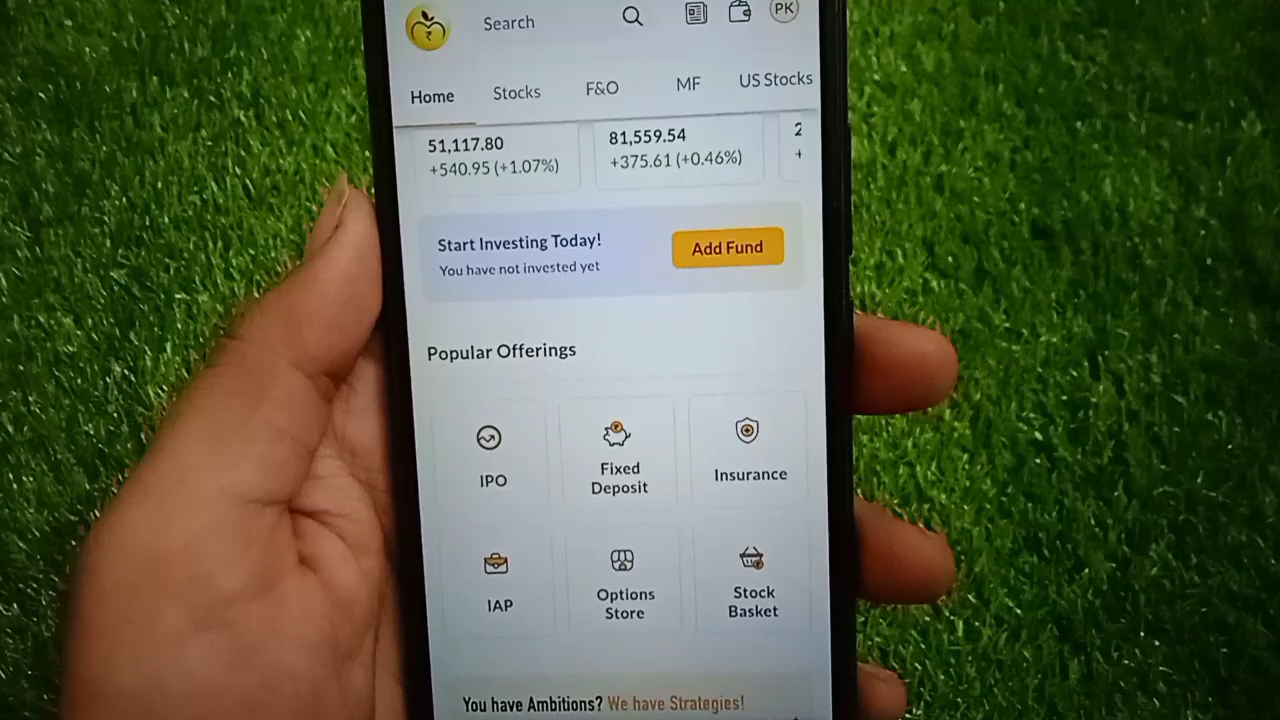 Search
PK
Home Stocks F&O MF US Stocks
51,117.80 81,559.54 2
+540.95 (+1.07%) +375.61 (+0.46%) +
Start Investing Today!
You have not invested yet
Add Fund
Popular Offerings
IPO
Fixed
Deposit
Insurance
IAP
Options
Store
Stock
Basket
You have Ambitions? We have Strategies!